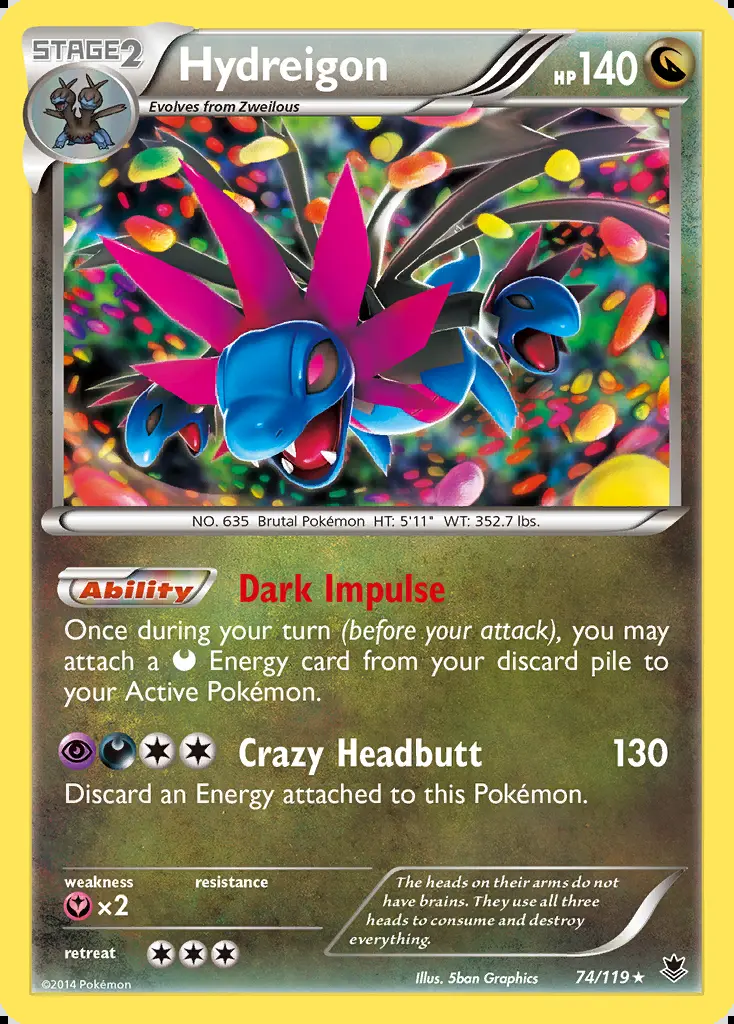 STAGE2
Hydreigon
HP140
Evolves from Zweilous
NO. 635 Brutal Pokémon HT: 5'11" WT: 352.7 lbs.
Ability Dark Impulse
Once during your turn (before your attack), you may
attach a Energy card from your discard pile to
your Active Pokémon.
Crazy Headbutt 130
Discard an Energy attached to this Pokémon.
weakness resistance
×2
The heads on their arms do not
have brains. They use all three
heads to consume and destroy
everything.
retreat
©2014 Pokémon
Illus. 5ban Graphics 74/119 ★